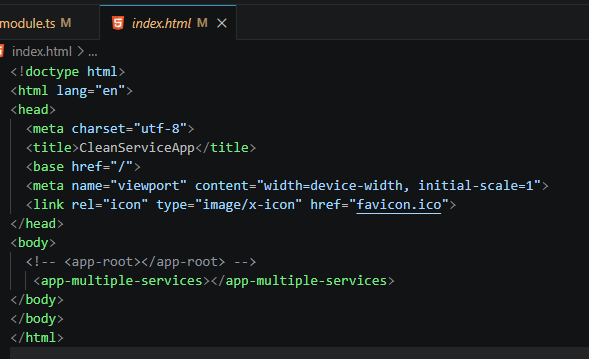 module.ts M index.html M
index.html > ...
<!doctype html>
<html lang="en">
<head>
<meta charset="utf-8">
<title>CleanServiceApp</title>
<base href="/">
<meta name="viewport" content="width=device-width, initial-scale=1">
<link rel="icon" type="image/x-icon" href="favicon.ico">
</head>
<body>
<!-- <app-root></app-root> -->
<app-multiple-services></app-multiple-services>
</body>
</body>
</html>